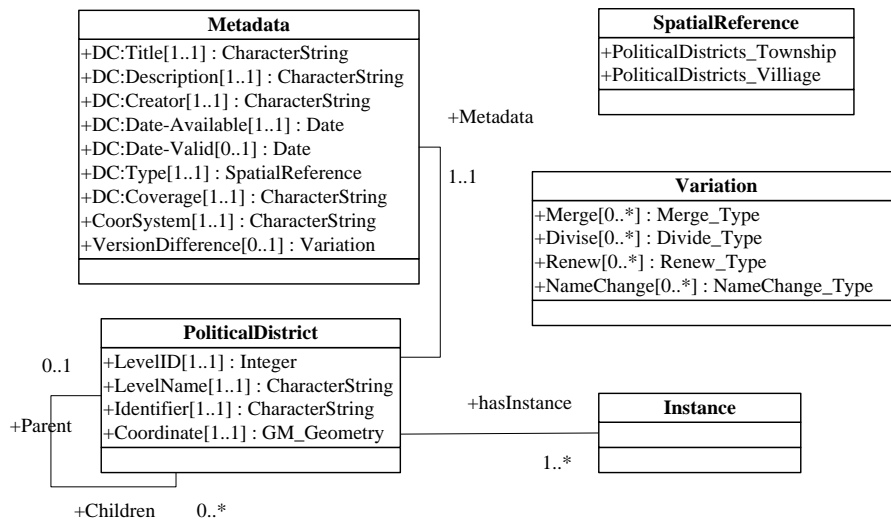 Metadata
+DC:Title[1..1] : CharacterString
+DC:Description[1..1] : CharacterString
+DC:Creator[1..1] : CharacterString
+DC:Date-Available[1..1] : Date
+DC:Date-Valid[0..1] : Date
+DC:Type[1..1] : SpatialReference
+DC:Coverage[1..1] : CharacterString
+CoorSystem[1..1] : CharacterString
+VersionDifference[0..1] : Variation
SpatialReference
+PoliticalDistricts_Township
+PoliticalDistricts_Villiage
+Metadata
1..1
Variation
+Merge[0..*] : Merge_Type
+Divise[0..*] : Divide_Type
+Renew[0..*] : Renew_Type
+NameChange[0..*] : NameChange_Type
PoliticalDistrict
+LevelID[1..1] : Integer
+LevelName[1..1] : CharacterString
+Identifier[1..1] : CharacterString
+Coordinate[1..1] : GM_Geometry
0..1
+Parent
+Children
0..*
+hasInstance
1..*
Instance